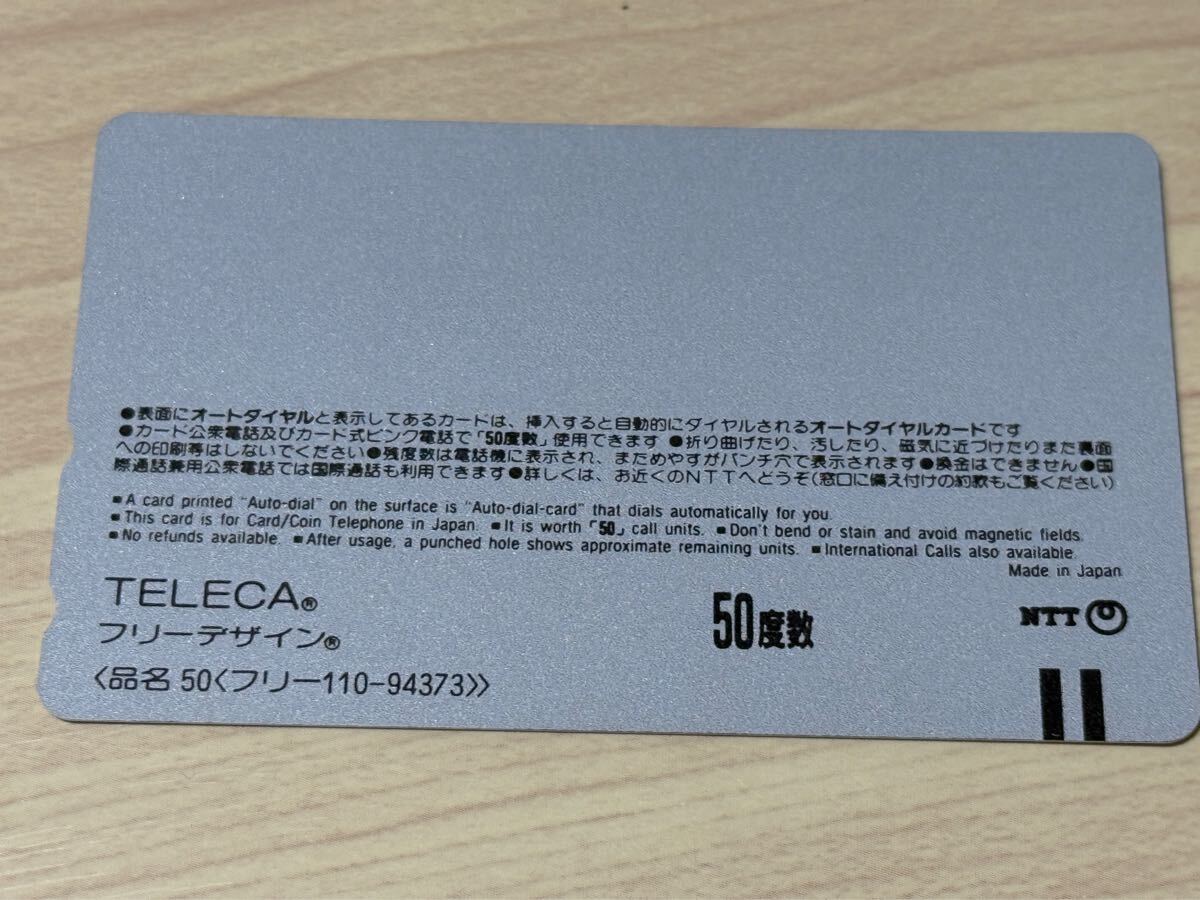 ●表面にオートダイヤルと表示してあるカードは、挿入すると自動的にダイヤルされるオートダイヤルカードです
●カード公衆電話及びカード式ピンク電話で「50度数」使用できます ●折り曲げたり、汚したり、磁気に近づけたりまた裏面
への印刷等はしないでください●残度数は電話機に表示され、まためやすがパンチ穴で表示されます●換金はできません●国
際通話兼用公衆電話では国際通話も利用できます●詳しくは、お近くのNTTへどうぞ(窓口に備え付けの約款もご覧ください)
▪A card printed "Auto-dial" on the surface is "Auto-dial-card" that dials automatically for you.
▪This card is for Card/Coin Telephone in Japan. ▪It is worth「50」call units. ▪Don't bend or stain and avoid magnetic fields.
▪No refunds available. ▪After usage, a punched hole shows approximate remaining units. ▪International Calls also available.
Made in Japan
TELECA®
フリーデザイン®
50度数
NTT
〈品名 50〈フリー110-94373〉〉